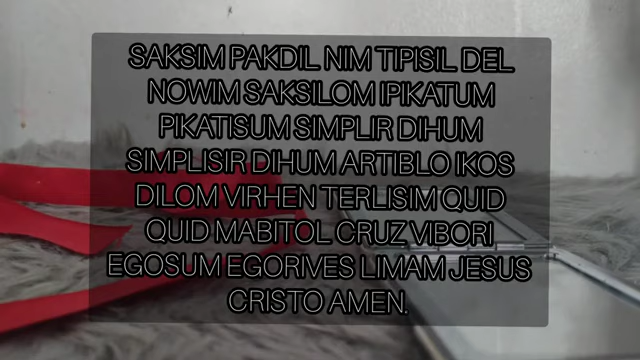 SAKSIM PAKDIL NIM TIPISIL DEL
NOWIM SAKSILOM IPIKATUM
PIKATISUM SIMPLIR DIHUM
SIMPLISIR DIHUM ARTIBLO IKOS
DILOM VIRHEN TERLISIM QUID
QUID MABITOL CRUZ VIBORI
EGOSUM EGORIVES LIMAM JESUS
CRISTO AMEN.